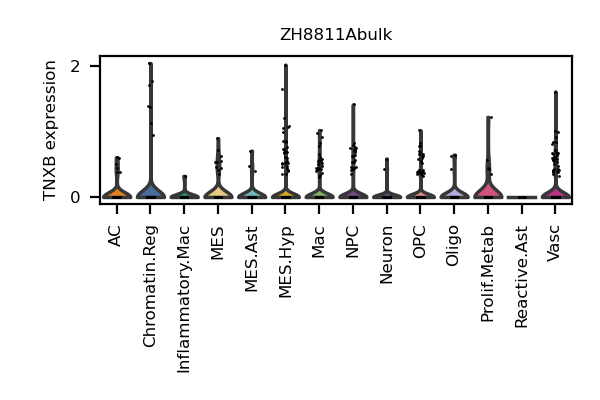 ZH8811Abulk
TNXB expression
2
0
AC
Chromatin.Reg
Inflammatory.Mac
MES
MES.Ast
MES.Hyp
Mac
NPC
Neuron
OPC
Oligo
Prolif.Metab
Reactive.Ast
Vasc